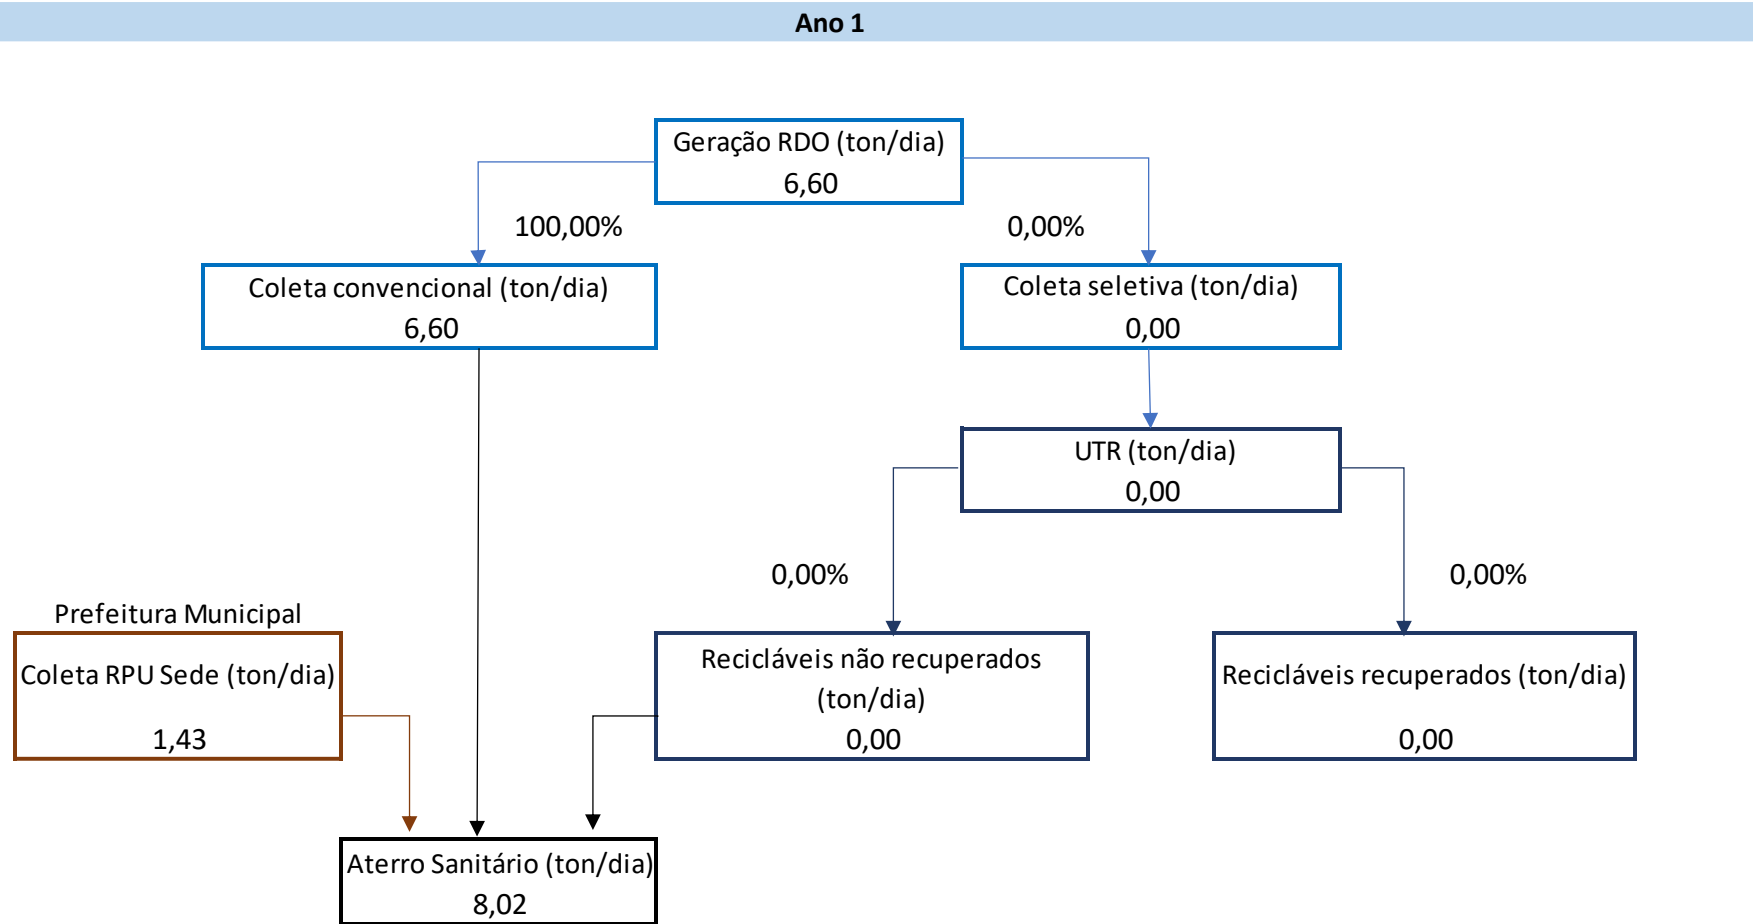 Ano 1
Geração RDO (ton/dia)
6,60
100,00%
0,00%
Coleta convencional (ton/dia)
6,60
Coleta seletiva (ton/dia)
0,00
UTR (ton/dia)
0,00
0,00%
0,00%
Prefeitura Municipal
Coleta RPU Sede (ton/dia)
1,43
Recicláveis não recuperados
(ton/dia)
0,00
Recicláveis recuperados (ton/dia)
0,00
Aterro Sanitário (ton/dia)
8,02